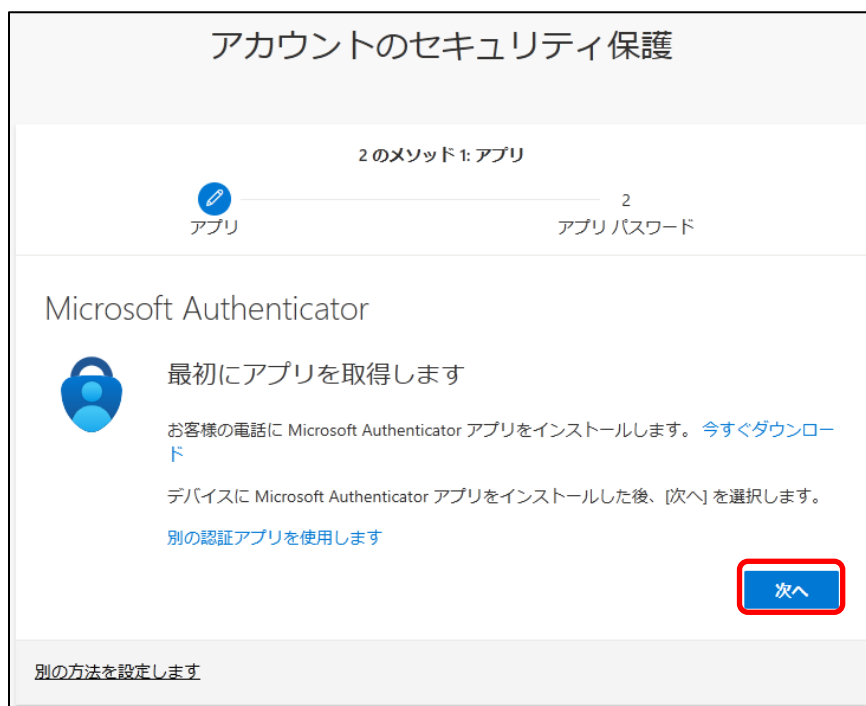 アカウントのセキュリティ保護
2 のメソッド 1: アプリ
2
アプリ
アプリ パスワード
Microsoft Authenticator
最初にアプリを取得します
お客様の電話に Microsoft Authenticator アプリをインストールします。 今すぐダウンロー
ド
デバイスに Microsoft Authenticator アプリをインストールした後、[次へ] を選択します。
別の認証アプリを使用します
次へ
別の方法を設定します